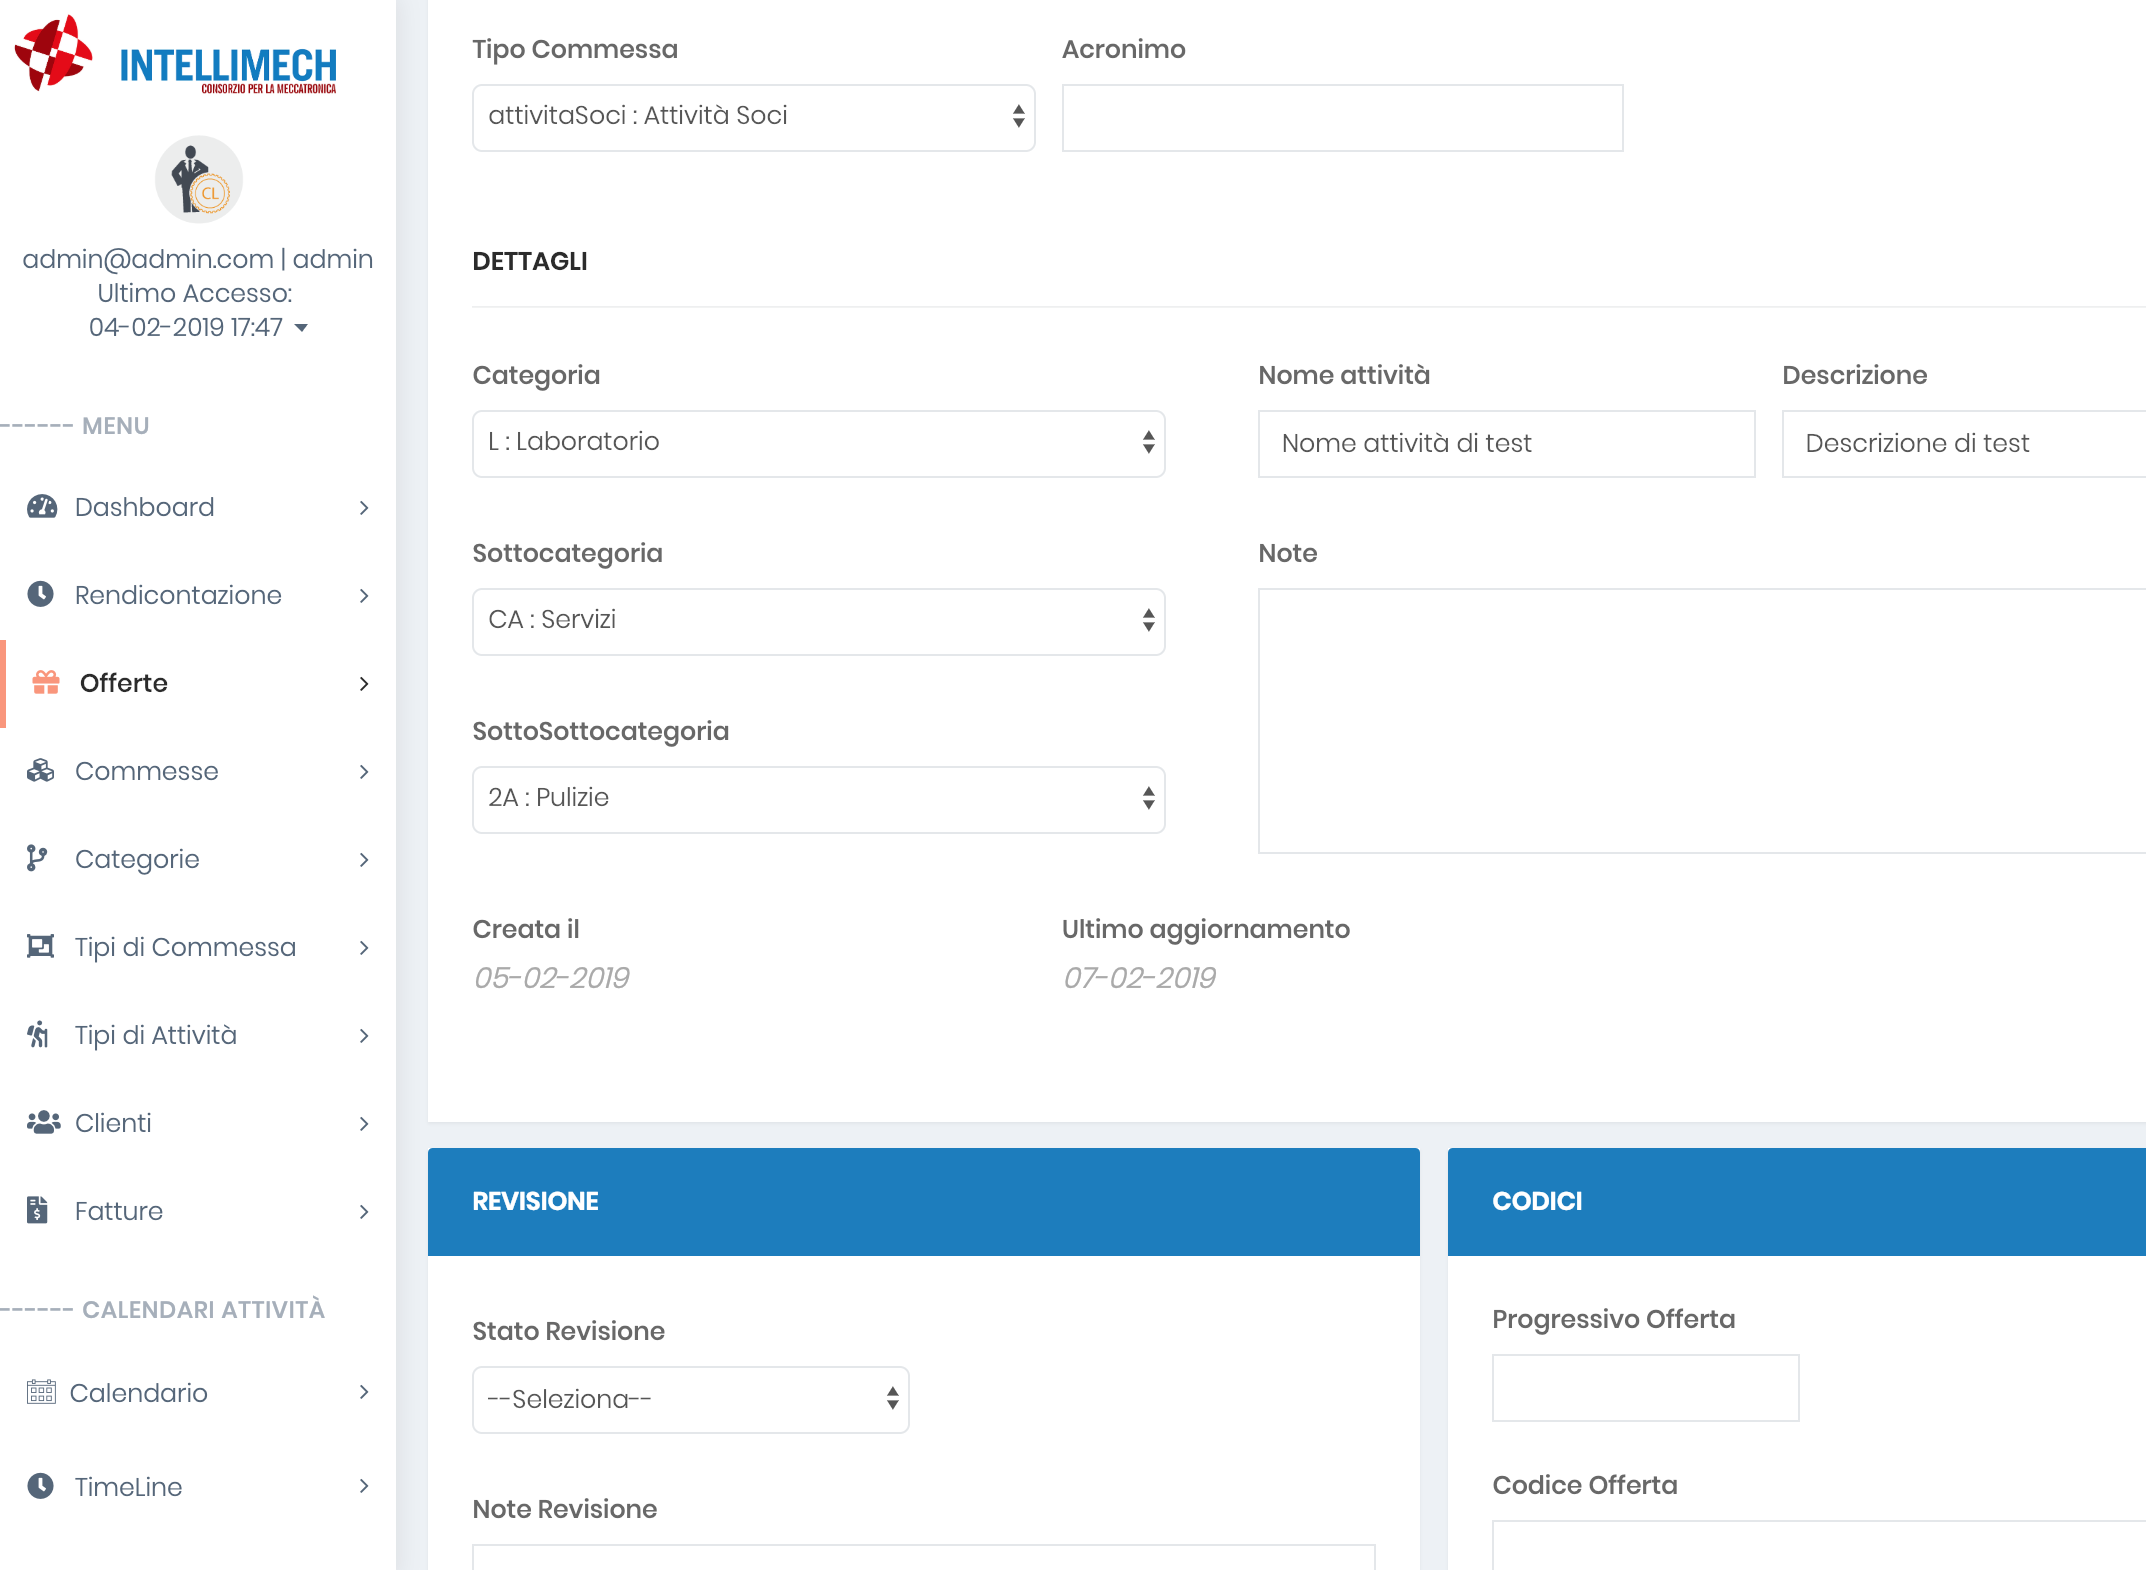 INTELLIMECH
CONSORZIO PER LA MECCATRONICA
CL
admin@admin.com | admin
Ultimo Accesso:
04-02-2019 17:47
------ MENU
Dashboard
Rendicontazione
Offerte
Commesse
Categorie
Tipi di Commessa
Tipi di Attività
Clienti
Fatture
------ CALENDARI ATTIVITÀ
Calendario
TimeLine
Tipo Commessa
Acronimo
attivitaSoci : Attività Soci
DETTAGLI
Categoria
Nome attività
Descrizione
L : Laboratorio
Nome attività di test
Descrizione di test
Sottocategoria
Note
CA : Servizi
SottoSottocategoria
2A : Pulizie
Creata il
Ultimo aggiornamento
05-02-2019
07-02-2019
REVISIONE
CODICI
Stato Revisione
Progressivo Offerta
--Seleziona--
Codice Offerta
Note Revisione